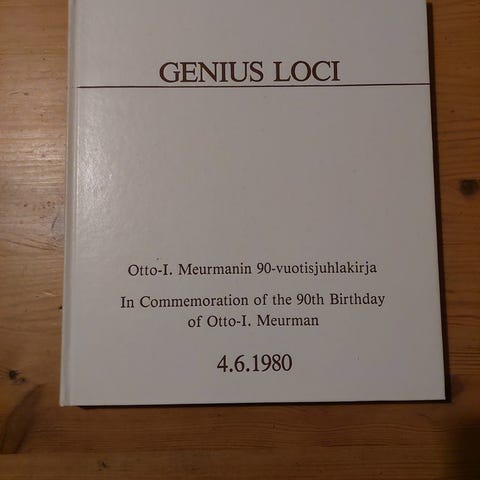 GENIUS LOCI
Otto-I. Meurmanin 90-vuotisjuhlakirja
In Commemoration of the 90th Birthday
of Otto-I. Meurman
4.6.1980